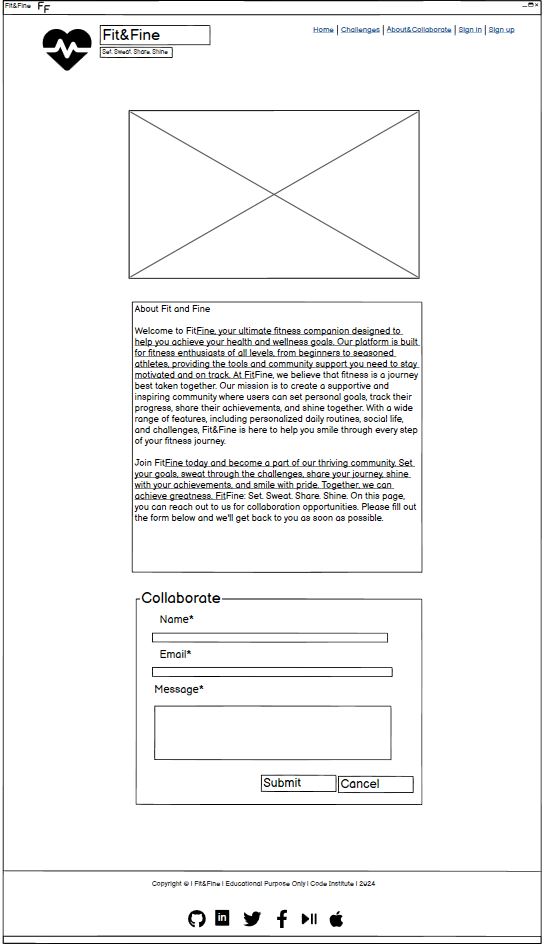 Fit&Fine FF
Fit&Fine
Set. Sweat. Share. Shine
Home | Challenges | About&Collaborate | Sign in | Sign up
About Fit and Fine
Welcome to FitFine, your ultimate fitness companion designed to
help you achieve your health and wellness goals. Our platform is built
for fitness enthusiasts of all levels, from beginners to seasoned
athletes, providing the tools and community support you need to stay
motivated and on track. At FitFine, we believe that fitness is a journey
best taken together. Our mission is to create a supportive and
inspiring community where users can set personal goals, track their
progress, share their achievements, and shine together. With a wide
range of features, including personalized daily routines, social life,
and challenges, Fit&Fine is here to help you smile through every step
of your fitness journey.
Join FitFine today and become a part of our thriving community. Set
your goals, sweat through the challenges, share your journey, shine
with your achievements, and smile with pride. Together, we can
achieve greatness. FitFine: Set. Sweat. Share. Shine. On this page,
you can reach out to us for collaboration opportunities. Please fill out
the form below and we'll get back to you as soon as possible.
Collaborate
Name*
Email*
Message*
Submit Cancel
Copyright © | Fit&Fine | Educational Purpose Only | Code Institute | 2024
in